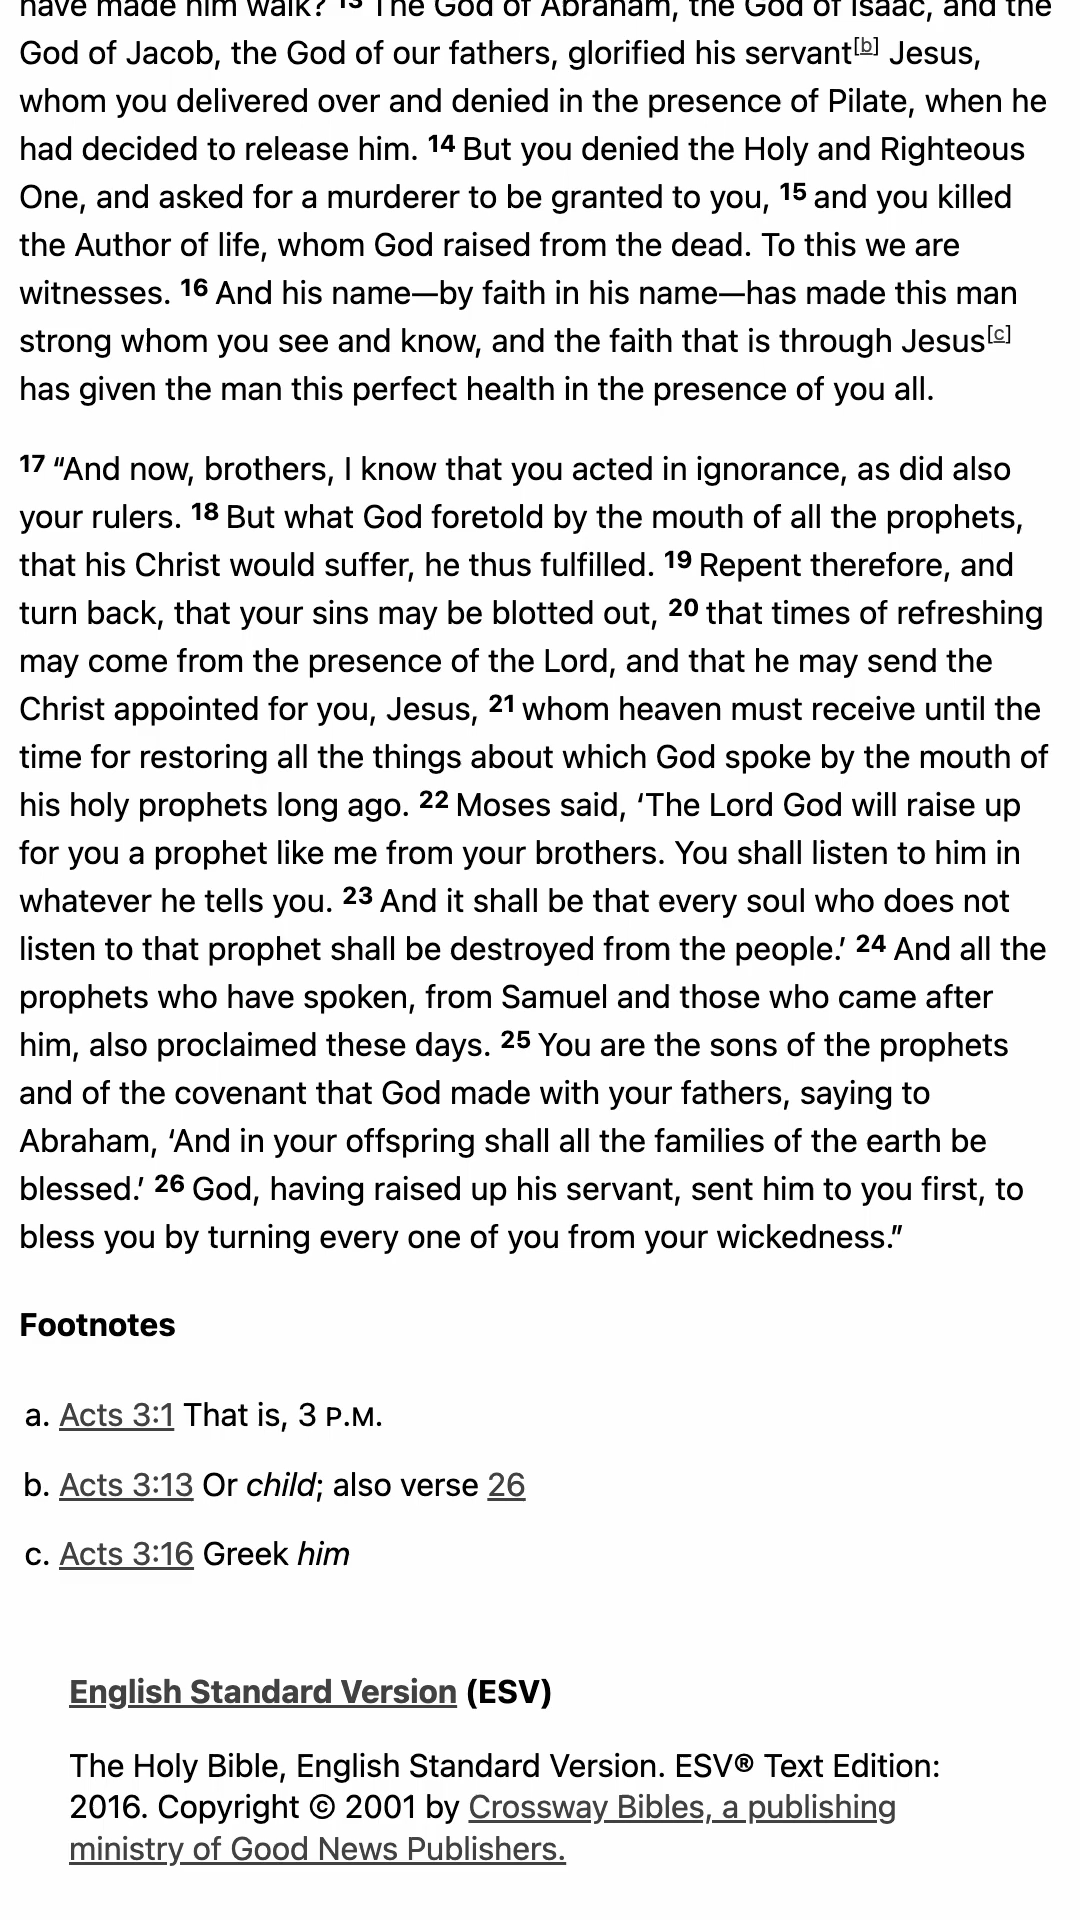 have made him walk? 13 The God of Abraham, the God of Isaac, and the
God of Jacob, the God of our fathers, glorified his servant[b] Jesus,
whom you delivered over and denied in the presence of Pilate, when he
had decided to release him. 14 But you denied the Holy and Righteous
One, and asked for a murderer to be granted to you, 15 and you killed
the Author of life, whom God raised from the dead. To this we are
witnesses. 16 And his name—by faith in his name—has made this man
strong whom you see and know, and the faith that is through Jesus[c]
has given the man this perfect health in the presence of you all.
17 “And now, brothers, I know that you acted in ignorance, as did also
your rulers. 18 But what God foretold by the mouth of all the prophets,
that his Christ would suffer, he thus fulfilled. 19 Repent therefore, and
turn back, that your sins may be blotted out, 20 that times of refreshing
may come from the presence of the Lord, and that he may send the
Christ appointed for you, Jesus, 21 whom heaven must receive until the
time for restoring all the things about which God spoke by the mouth of
his holy prophets long ago. 22 Moses said, ‘The Lord God will raise up
for you a prophet like me from your brothers. You shall listen to him in
whatever he tells you. 23 And it shall be that every soul who does not
listen to that prophet shall be destroyed from the people.’ 24 And all the
prophets who have spoken, from Samuel and those who came after
him, also proclaimed these days. 25 You are the sons of the prophets
and of the covenant that God made with your fathers, saying to
Abraham, ‘And in your offspring shall all the families of the earth be
blessed.’ 26 God, having raised up his servant, sent him to you first, to
bless you by turning every one of you from your wickedness.”
Footnotes
a. Acts 3:1 That is, 3 P.M.
b. Acts 3:13 Or child; also verse 26
c. Acts 3:16 Greek him
English Standard Version (ESV)
The Holy Bible, English Standard Version. ESV® Text Edition:
2016. Copyright © 2001 by Crossway Bibles, a publishing
ministry of Good News Publishers.